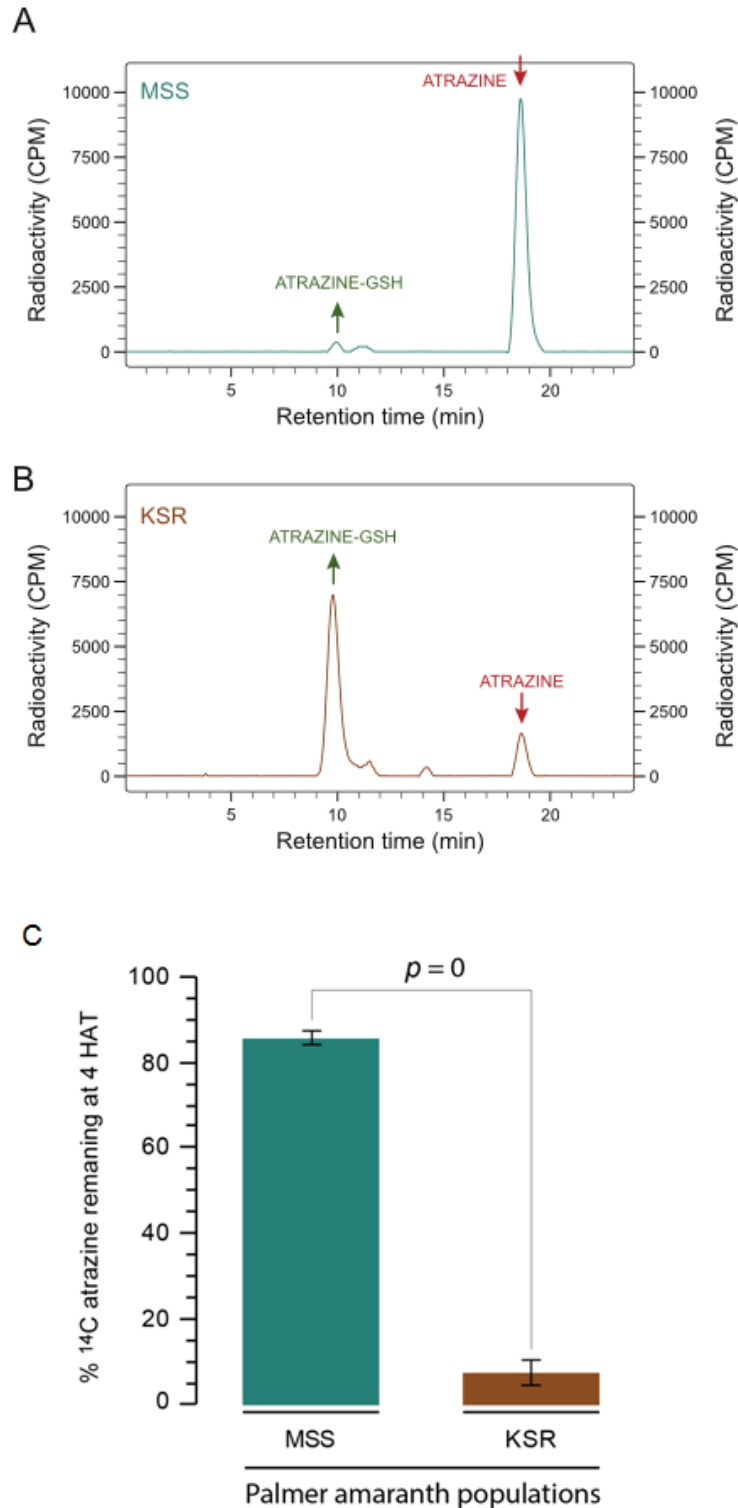 A
MSS
ATRAZINE
ATRAZINE-GSH
Radioactivity (CPM)
10000
7500
5000
2500
0
10000
7500
5000
2500
0
Radioactivity (CPM)
5 10 15 20
Retention time (min)
B
KSR
ATRAZINE-GSH
ATRAZINE
Radioactivity (CPM)
10000
7500
5000
2500
0
10000
7500
5000
2500
0
Radioactivity (CPM)
5 10 15 20
Retention time (min)
C
p = 0
% ¹⁴C atrazine remaning at 4 HAT
100
80
60
40
20
0
MSS KSR
Palmer amaranth populations